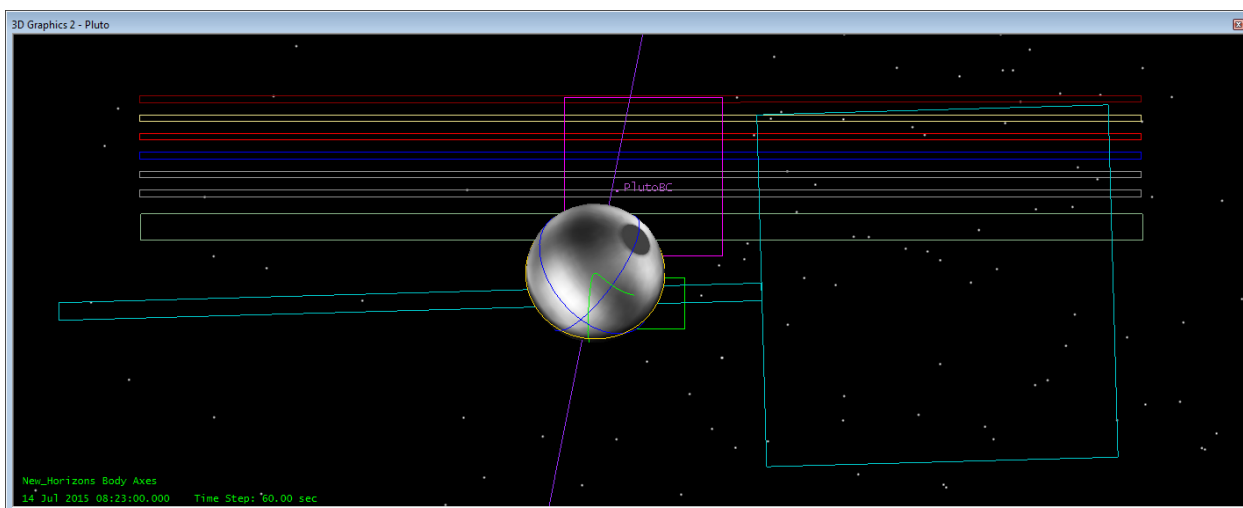 3D Graphics 2 - Pluto
PlutoBC
New_Horizons Body Axes
14 Jul 2015 08:23:00.000    Time Step: 60.00 sec